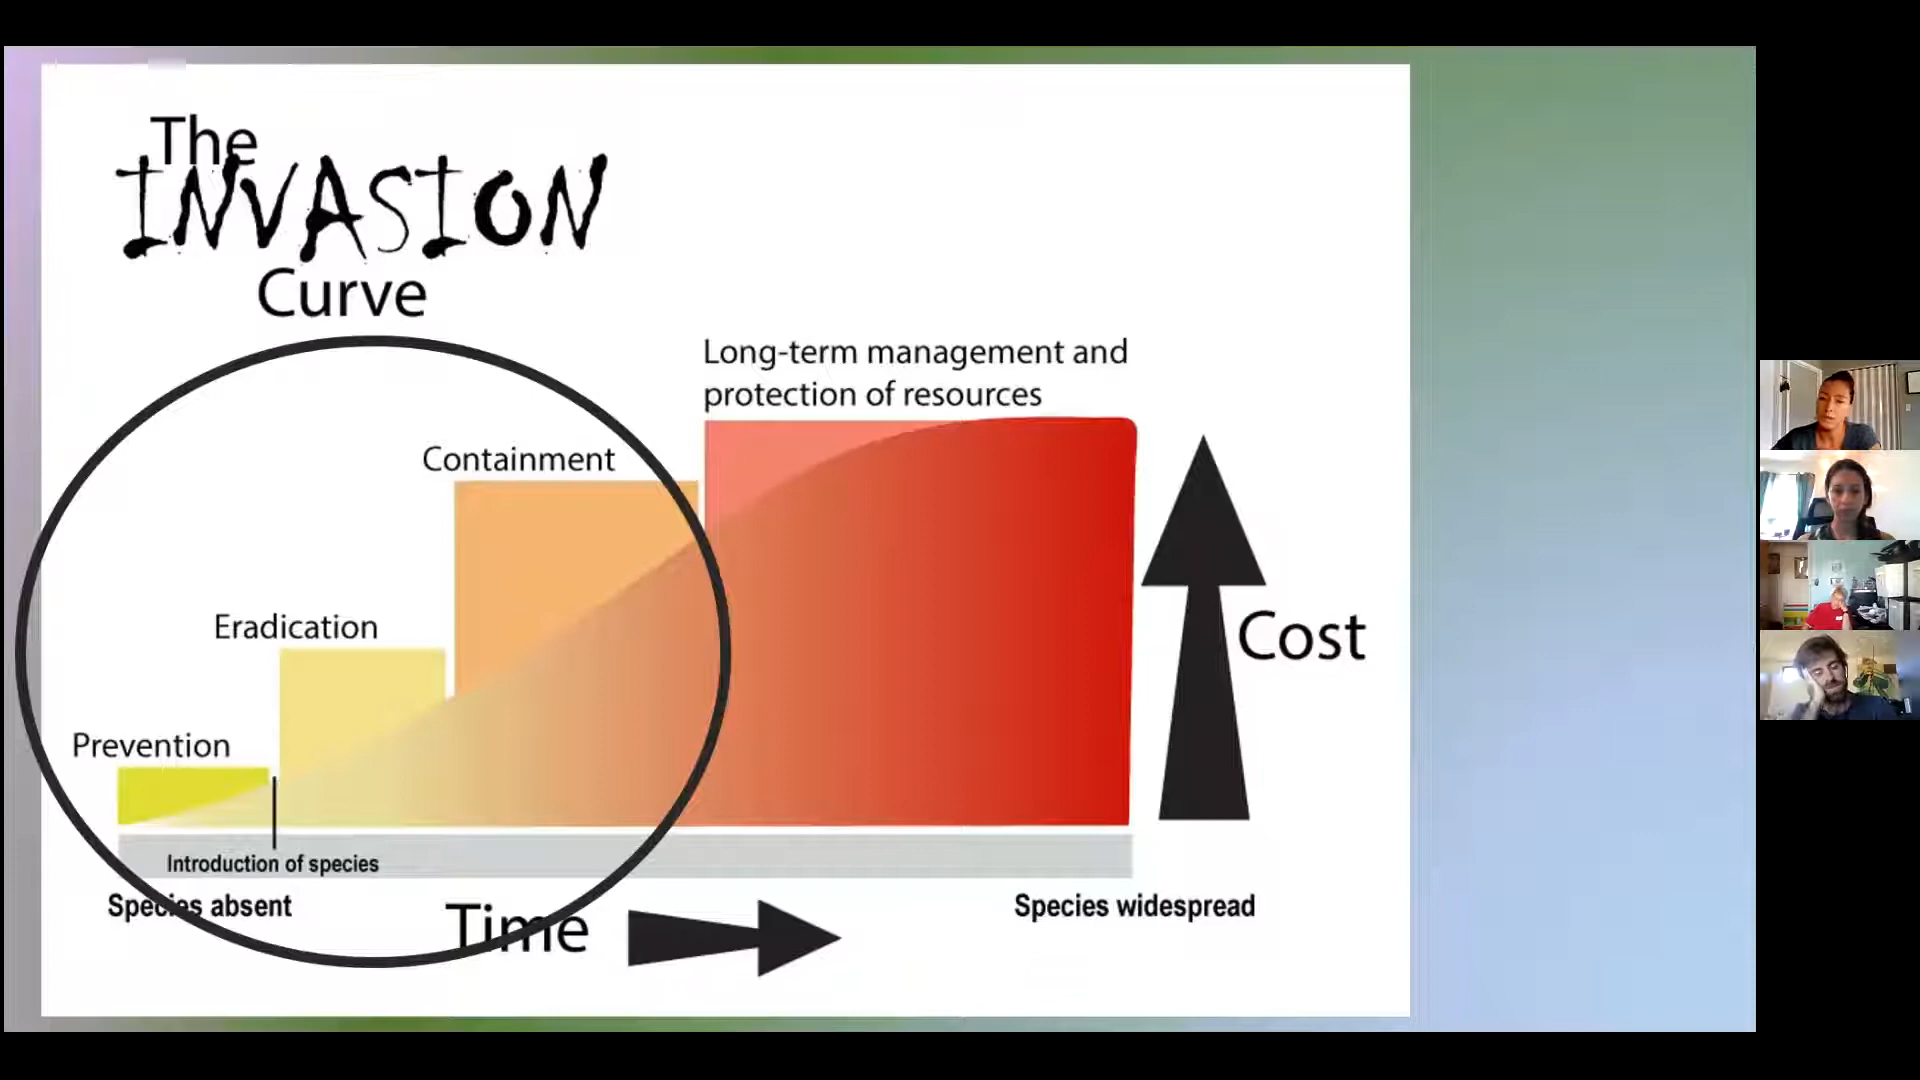 The
INVASION
Curve
Long-term management and
protection of resources
Containment
Eradication
Cost
Prevention
Introduction of species
Species absent
Time
Species widespread